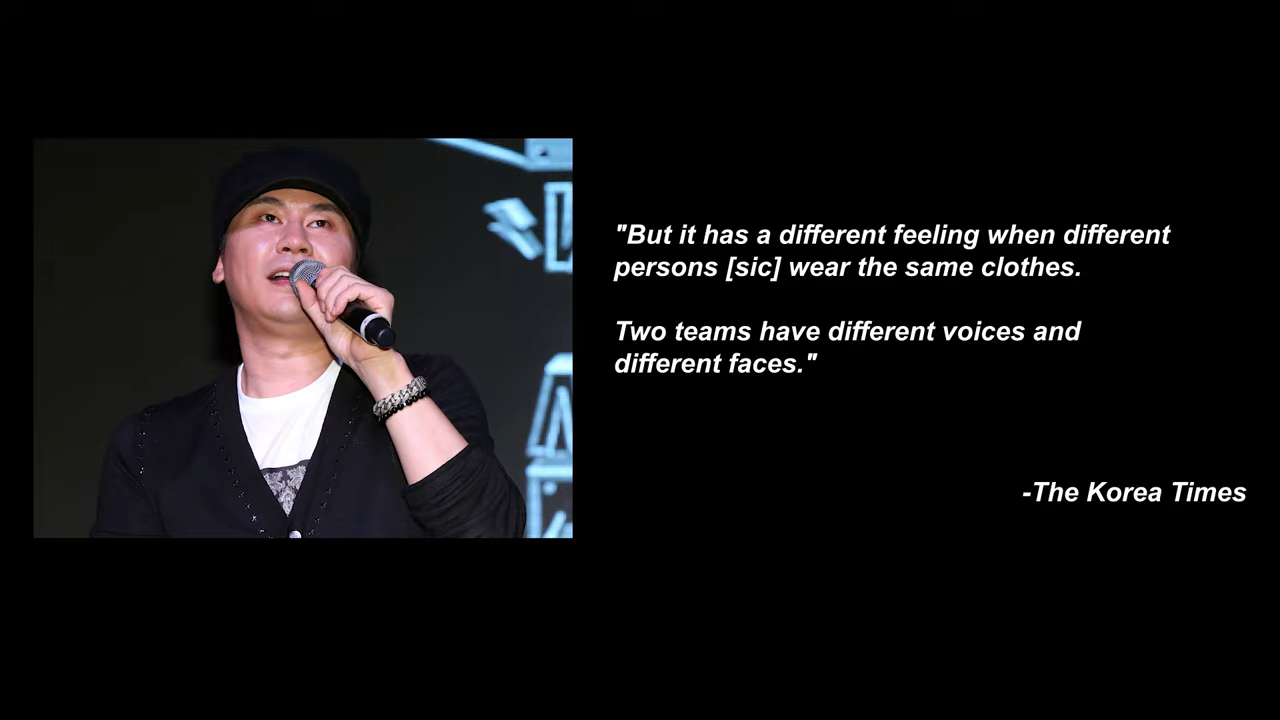 "But it has a different feeling when different
persons [sic] wear the same clothes.
Two teams have different voices and
different faces."
-The Korea Times